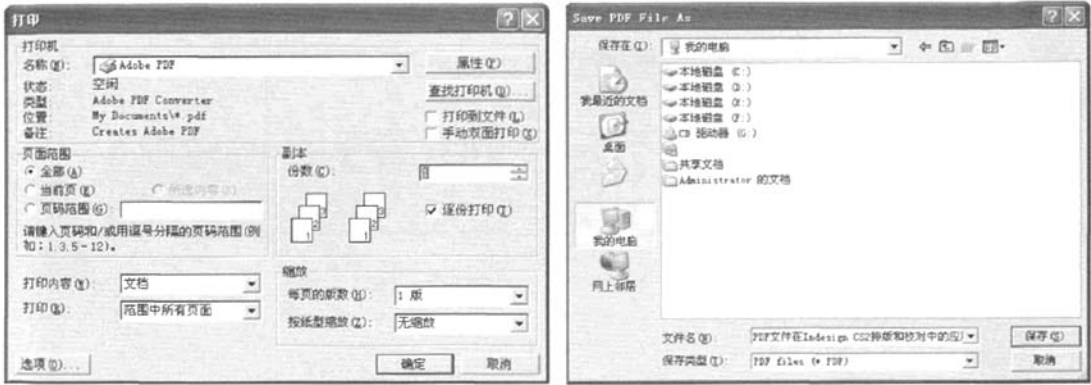 打印
打印机
名称(N): Adobe PDF 属性(P)
状态: 空闲 查找打印机(D)...
类型: Adobe PDF Converter
位置: My Documents\*.pdf 打印到文件(L)
备注: Creates Adobe PDF 手动双面打印(X)
页面范围
全部(A)
当前页(E) 所选内容(S)
页码范围(G):
请键入页码和/或用逗号分隔的页码范围(例
如:1,3,5-12)。
副本
份数(C): 1
逐份打印(T)
打印内容(W): 文档
打印(R): 范围中所有页面
缩放
每页的版数(H): 1 版
按纸型缩放(Z): 无缩放
选项(O)... 确定 取消
Save PDF File As
保存在(I): 我的电脑
我最近的文档
桌面
我的电脑
网上邻居
本地磁盘 (C:)
本地磁盘 (D:)
本地磁盘 (E:)
本地磁盘 (F:)
CD 驱动器 (G:)
共享文档
Administrator 的文档
文件名(N): PDF文件在Indesign CS2排版和校对中的应 保存(S)
保存类型(T): PDF files (*.PDF) 取消